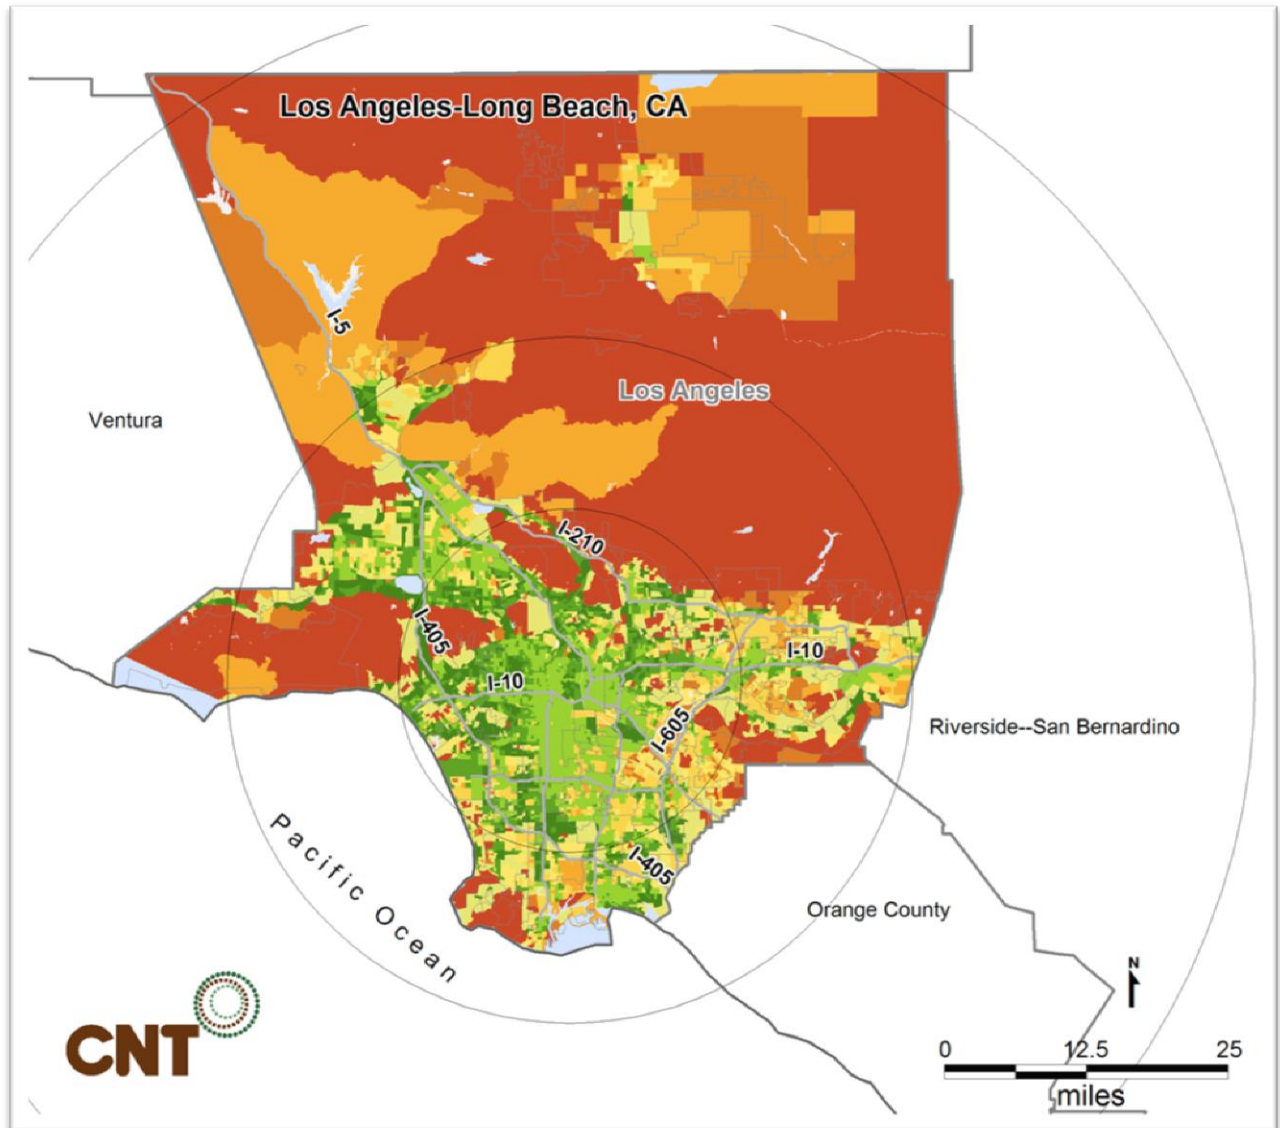 Los Angeles-Long Beach, CA
I-5
Los Angeles
Ventura
I-210
I-405
I-10
I-10
I-605
Riverside--San Bernardino
I-405
Pacific Ocean
Orange County
N
CNT
0 12.5 25
miles